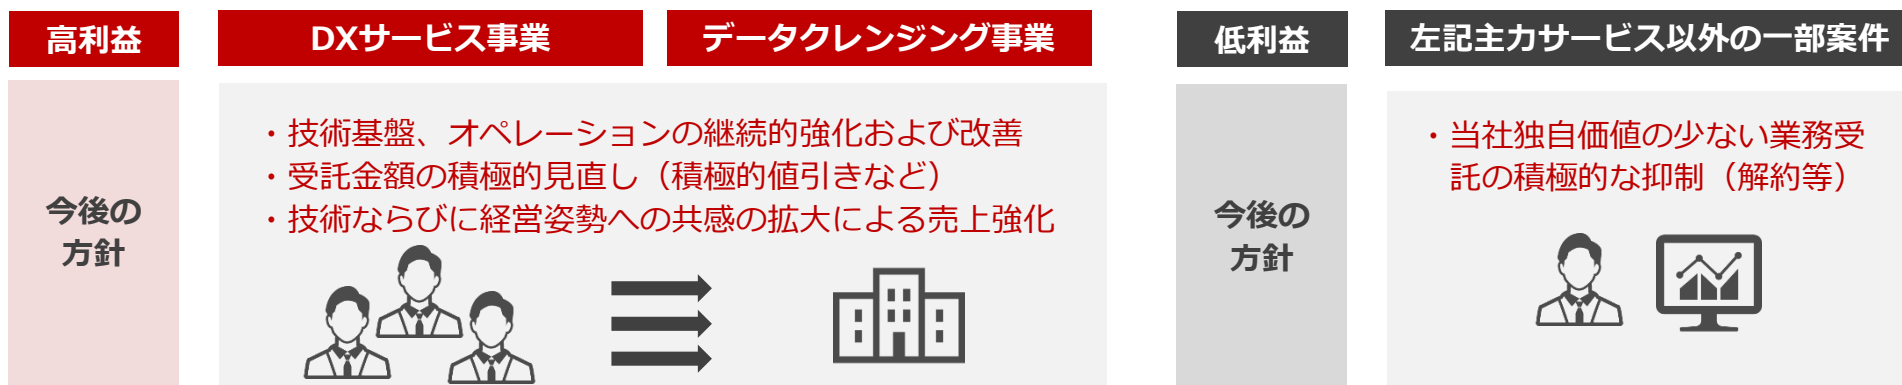 高利益
DXサービス事業
データクレンジング事業
今後の
方針
・技術基盤、オペレーションの継続的強化および改善
・受託金額の積極的見直し（積極的値引きなど）
・技術ならびに経営姿勢への共感の拡大による売上強化
低利益
左記主力サービス以外の一部案件
今後の
方針
・当社独自価値の少ない業務受
託の積極的な抑制（解約等）